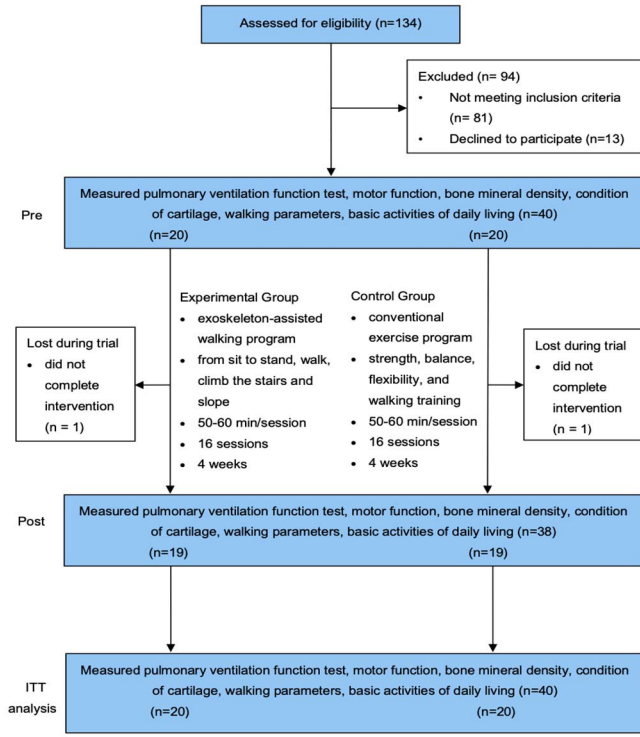 Assessed for eligibility (n=134)
Excluded (n= 94)
• Not meeting inclusion criteria
(n= 81)
• Declined to participate (n=13)
Pre
Measured pulmonary ventilation function test, motor function, bone mineral density, condition
of cartilage, walking parameters, basic activities of daily living (n=40)
(n=20) (n=20)
Lost during trial
• did not
complete
intervention
(n = 1)
Experimental Group
• exoskeleton-assisted
walking program
• from sit to stand, walk,
climb the stairs and
slope
• 50-60 min/session
• 16 sessions
• 4 weeks
Control Group
• conventional
exercise program
• strength, balance,
flexibility, and
walking training
• 50-60 min/session
• 16 sessions
• 4 weeks
Lost during trial
• did not
complete
intervention
(n = 1)
Post
Measured pulmonary ventilation function test, motor function, bone mineral density, condition
of cartilage, walking parameters, basic activities of daily living (n=38)
(n=19) (n=19)
ITT
analysis
Measured pulmonary ventilation function test, motor function, bone mineral density, condition
of cartilage, walking parameters, basic activities of daily living (n=40)
(n=20) (n=20)